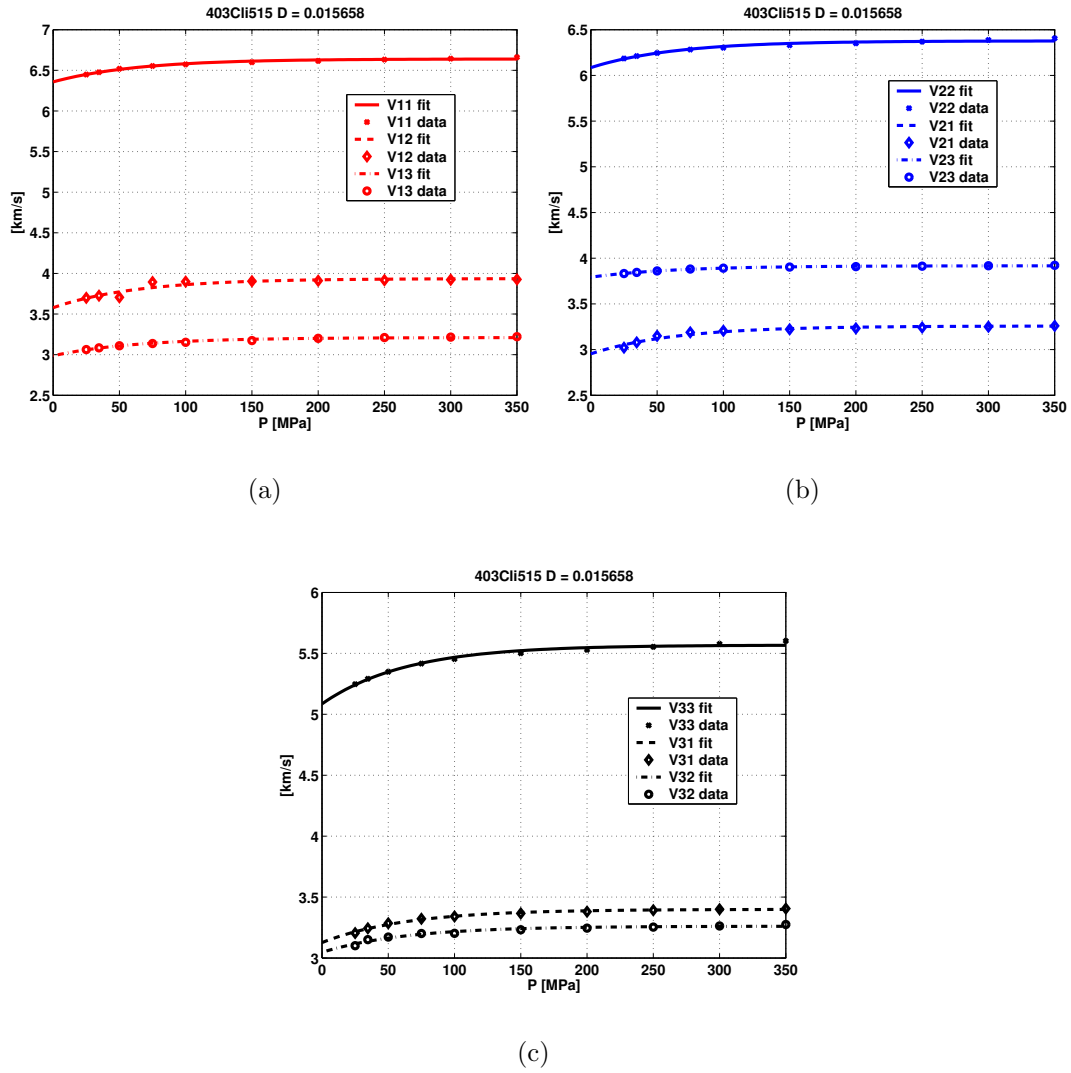 403Cli515 D = 0.015658
7
6.5
6
5.5
5
4.5
4
3.5
3
2.5
[km/s]
V11 fit
V11 data
V12 fit
V12 data
V13 fit
V13 data
0 50 100 150 200 250 300 350
P [MPa]
(a)
403Cli515 D = 0.015658
6.5
6
5.5
5
4.5
4
3.5
3
2.5
[km/s]
V22 fit
V22 data
V21 fit
V21 data
V23 fit
V23 data
0 50 100 150 200 250 300 350
P [MPa]
(b)
403Cli515 D = 0.015658
6
5.5
5
4.5
4
3.5
3
[km/s]
V33 fit
V33 data
V31 fit
V31 data
V32 fit
V32 data
0 50 100 150 200 250 300 350
P [MPa]
(c)